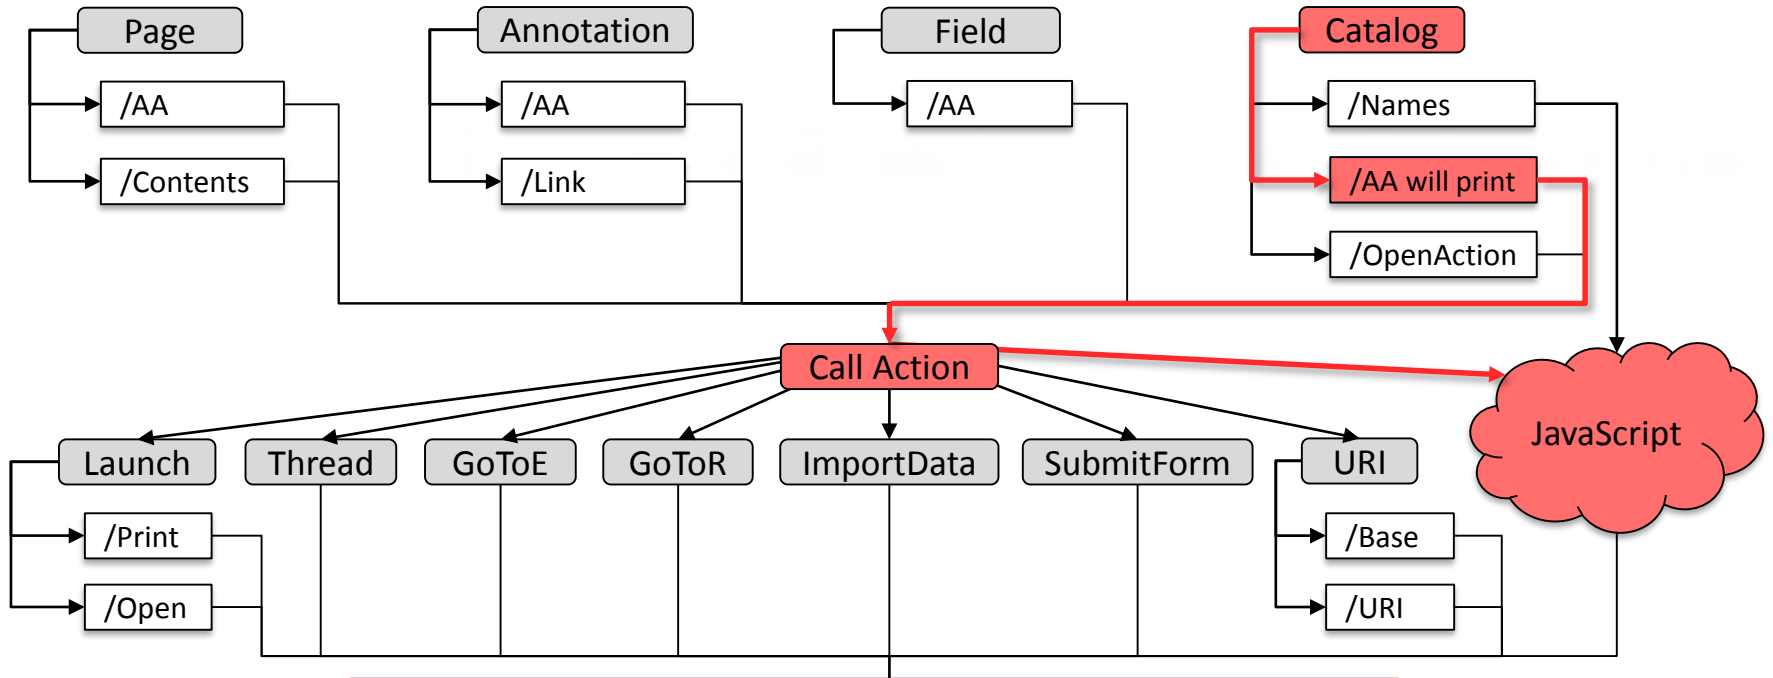 Page
Annotation
Field
Catalog
/AA
/AA
/AA
/Names
/Contents
/Link
/AA will print
/OpenAction
Call Action
JavaScript
Launch
Thread
GoToE
GoToR
ImportData
SubmitForm
URI
/Print
/Base
/Open
/URI